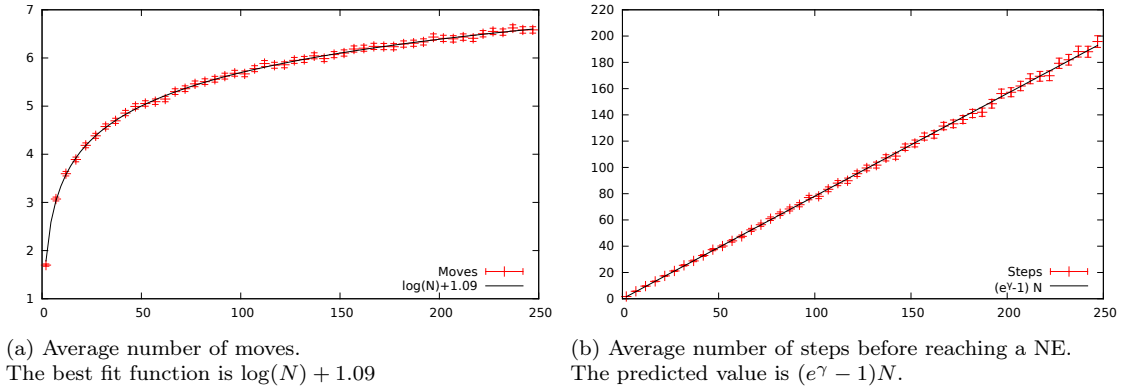 7
6
5
4
3
2
1
0 50 100 150 200 250
Moves
log(N)+1.09
220
200
180
160
140
120
100
80
60
40
20
0
0 50 100 150 200 250
Steps
(e^γ-1) N
(a) Average number of moves.
The best fit function is log(N) + 1.09
(b) Average number of steps before reaching a NE.
The predicted value is (e^γ − 1)N.